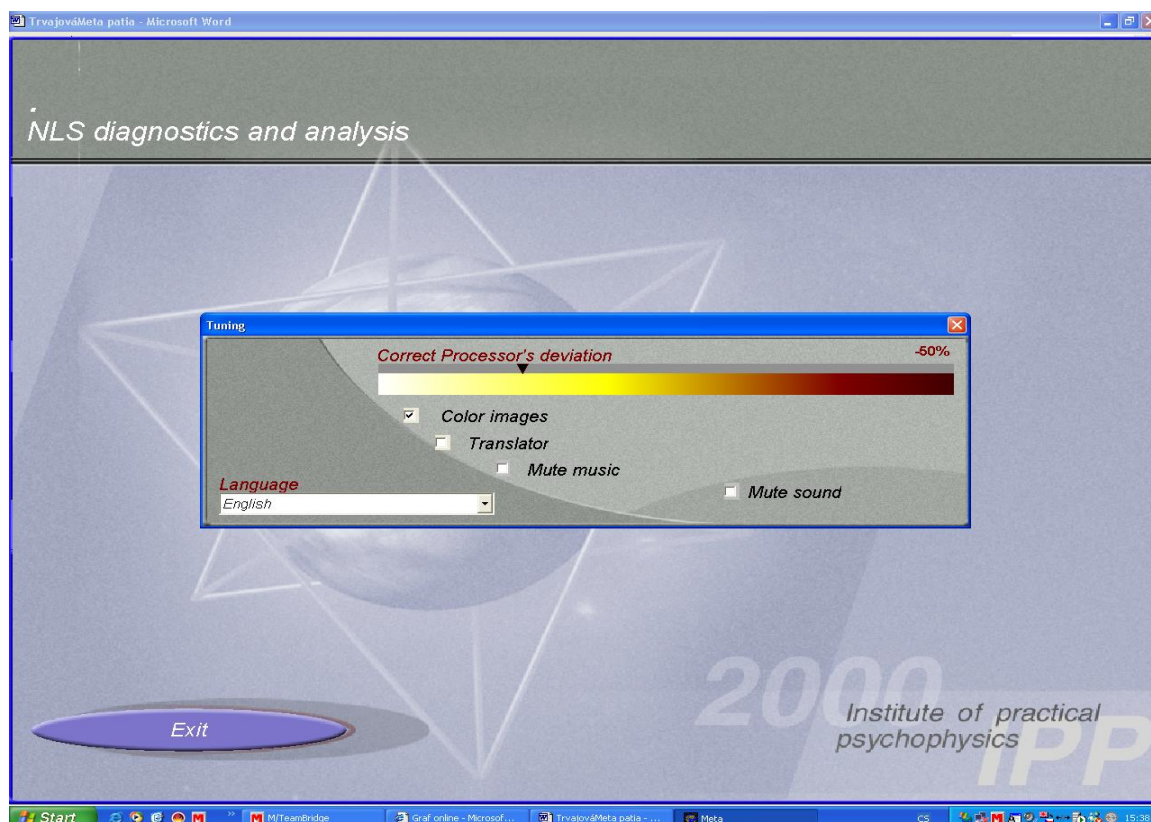 TrvajováMeta patia - Microsoft Word
NLS diagnostics and analysis
Tuning
Correct Processor's deviation
-50%
Color images
Translator
Mute music
Mute sound
Language
English
2000
Institute of practical
psychophysics
IPP
Exit
Start
M/TeamBridge
Graf online - Microsof...
TrvajováMeta patia - ...
Meta
CS
15:38